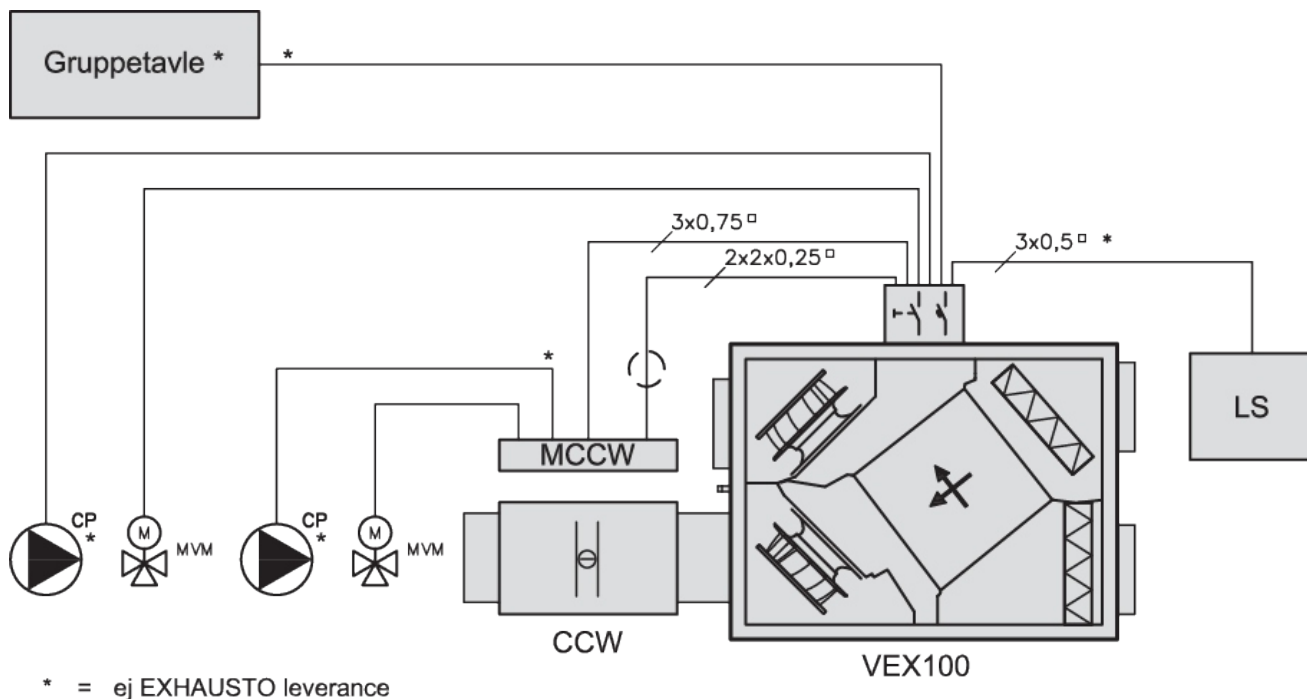 Gruppetavle * *
3x0,75 □
2x2x0,25 □
3x0,5 □ *
*
LS
MCCW
CP
*
M
MVM
CP
*
M
MVM
CCW
VEX100
* = ej EXHAUSTO leverance